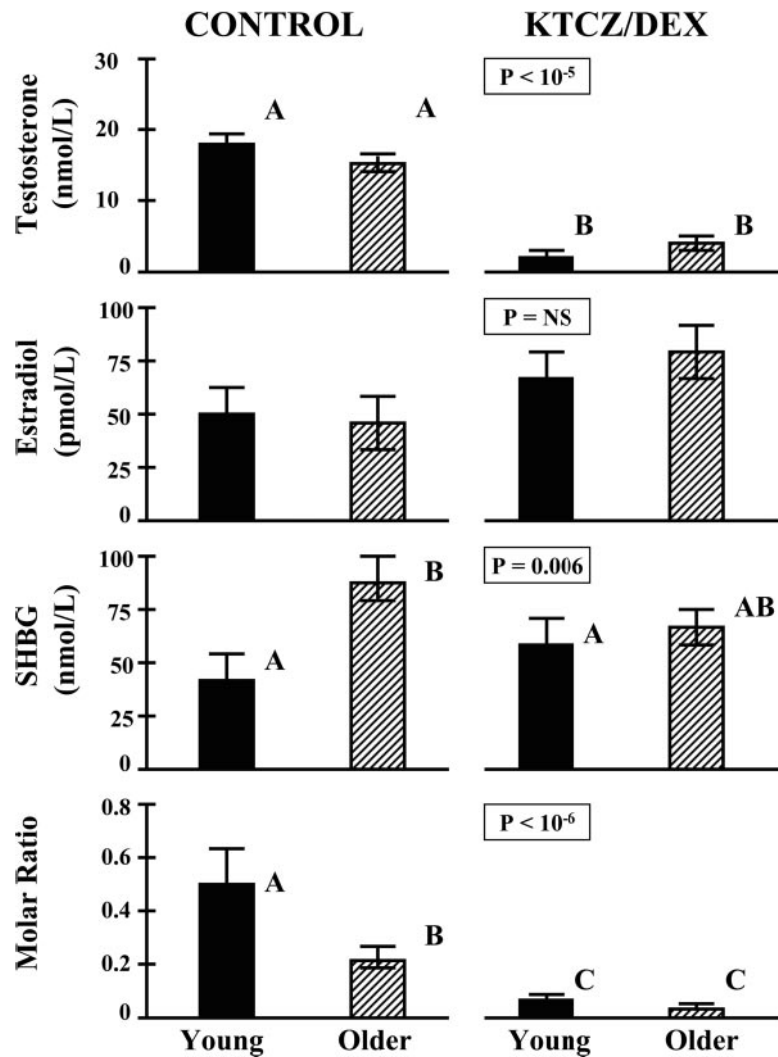 CONTROL KTCZ/DEX
Testosterone
(nmol/L)
30
20
10
0
A
A
P < 10-5
B
B
Estradiol
(pmol/L)
100
75
50
25
0
P = NS
SHBG
(nmol/L)
100
75
50
25
0
A
B
P = 0.006
A
AB
Molar Ratio
0.8
0.6
0.4
0.2
0
A
B
P < 10-6
C
C
Young Older Young Older